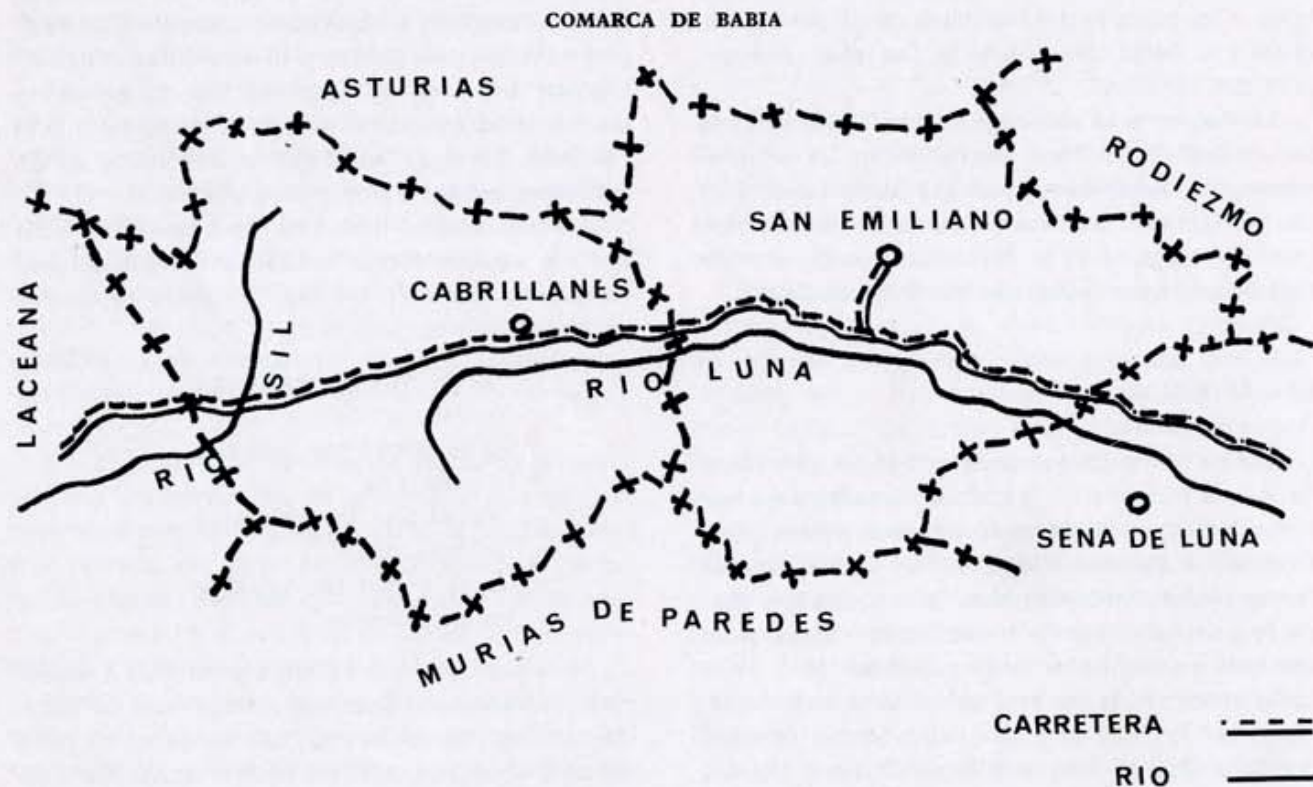 COMARCA DE BABIA
ASTURIAS
RODIEZMO
SAN EMILIANO
LACEANA
CABRILLANES
SIL
RIO LUNA
RIO
SENA DE LUNA
MURIAS DE PAREDES
CARRETERA
RIO